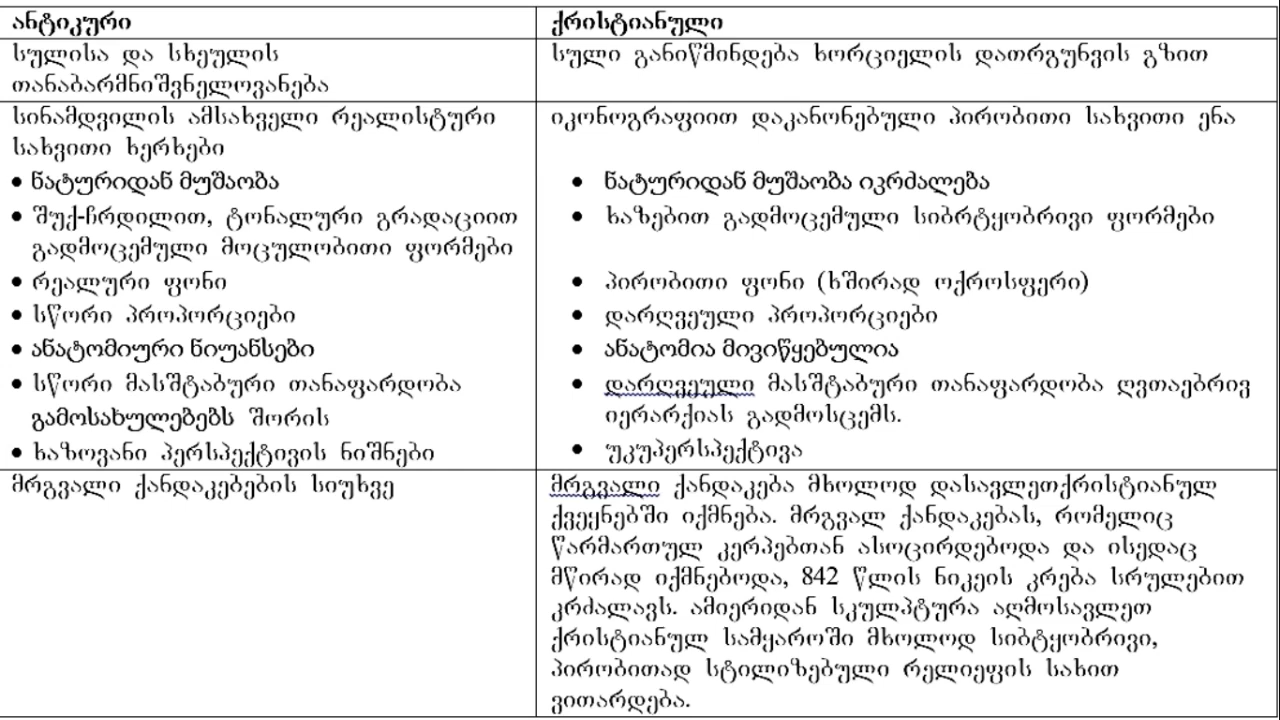 ანტიკური
ქრისტიანული
სულისა და სხეულის
თანაბარმნიშვნელოვანება
სული განიწმინდება ხორციელის დათრგუნვის გზით
სინამდვილის ამსახველი რეალისტური
სახვითი ხერხები
• ნატურიდან მუშაობა
• შუქ-ჩრდილით, ტონალური გრადაციით
გადმოცემული მოცულობითი ფორმები
• რეალური ფონი
• სწორი პროპორციები
• ანატომიური ნიუანსები
• სწორი მასშტაბური თანაფარდობა
გამოსახულებებს შორის
• ხაზოვანი პერსპექტივის ნიშნები
იკონოგრაფიით დაკანონებული პირობითი სახვითი ენა
• ნატურიდან მუშაობა იკრძალება
• ხაზებით გადმოცემული სიბრტყობრივი ფორმები
• პირობითი ფონი (ხშირად ოქროსფერი)
• დარღვეული პროპორციები
• ანატომია მივიწყებულია
• დარღვეული მასშტაბური თანაფარდობა ღვთაებრივ
იერარქიას გადმოსცემს.
• უკუპერსპექტივა
მრგვალი ქანდაკებების სიუხვე
მრგვალი ქანდაკება მხოლოდ დასავლეთქრისტიანულ
ქვეყნებში იქმნება. მრგვალ ქანდაკებას, რომელიც
წარმართულ კერპებთან ასოცირდებოდა და ისედაც
მწირად იქმნებოდა, 842 წლის ნიკეის კრება სრულებით
კრძალავს. ამიერიდან სკულპტურა აღმოსავლეთ
ქრისტიანულ სამყაროში მხოლოდ სიბტყობრივი,
პირობითად სტილიზებული რელიეფის სახით
ვითარდება.